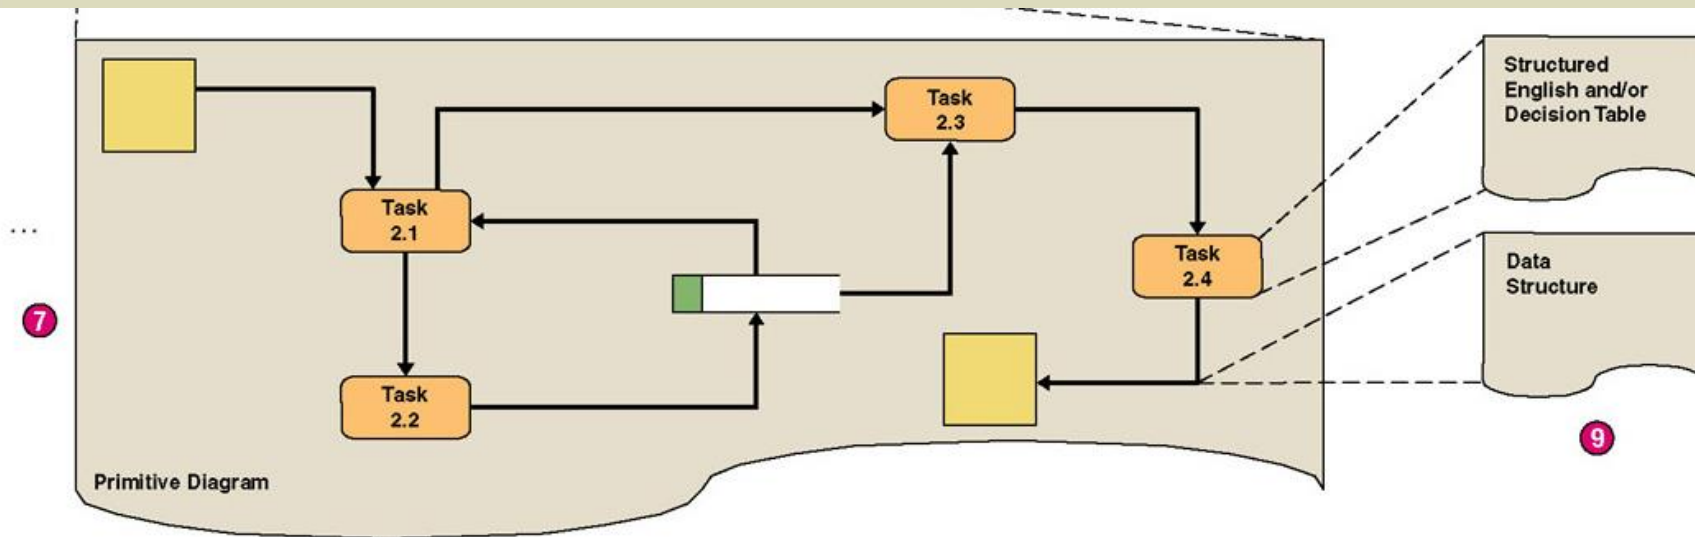 Task
2.3
Structured
English and/or
Decision Table
Task
2.1
...
Task
2.4
Data
Structure
7
Task
2.2
9
Primitive Diagram